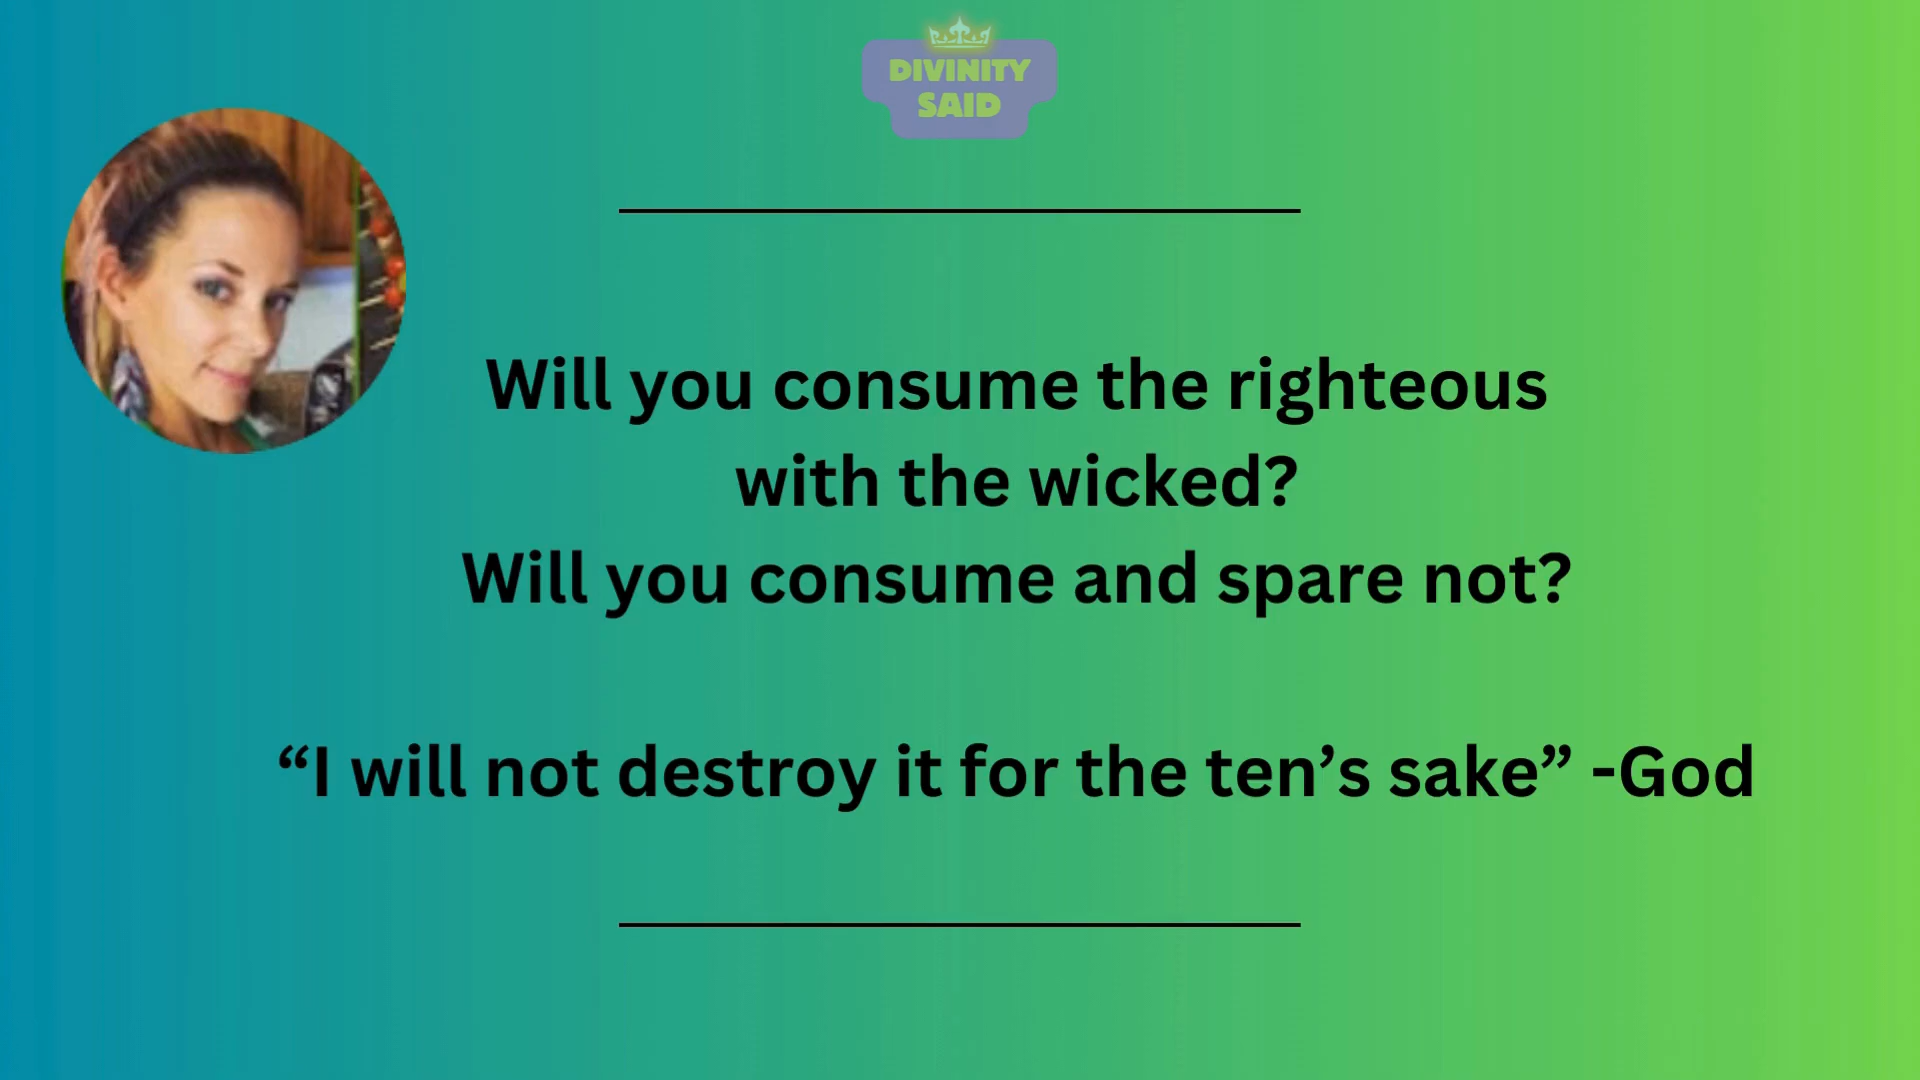 DIVINITY
SAID
Will you consume the righteous
with the wicked?
Will you consume and spare not?
“I will not destroy it for the ten’s sake” -God